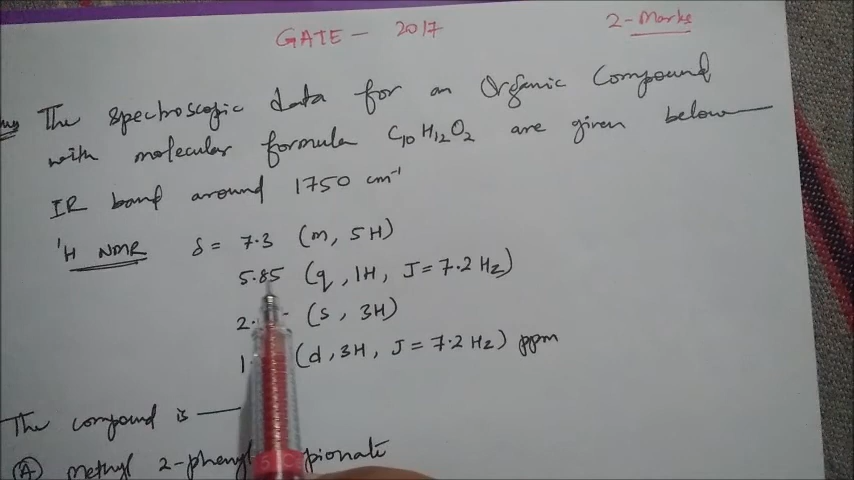 GATE - 2017
2-Marks
The spectroscopic data for an Organic Compound
with molecular formula C10H12O2 are given below
IR band around 1750 cm-1
1H NMR δ = 7.3 (m, 5H)
5.85 (q, 1H, J = 7.2 Hz)
2. (s, 3H)
1. (d, 3H, J = 7.2 Hz) ppm
The compound is
(A) Methyl 2-phenyl